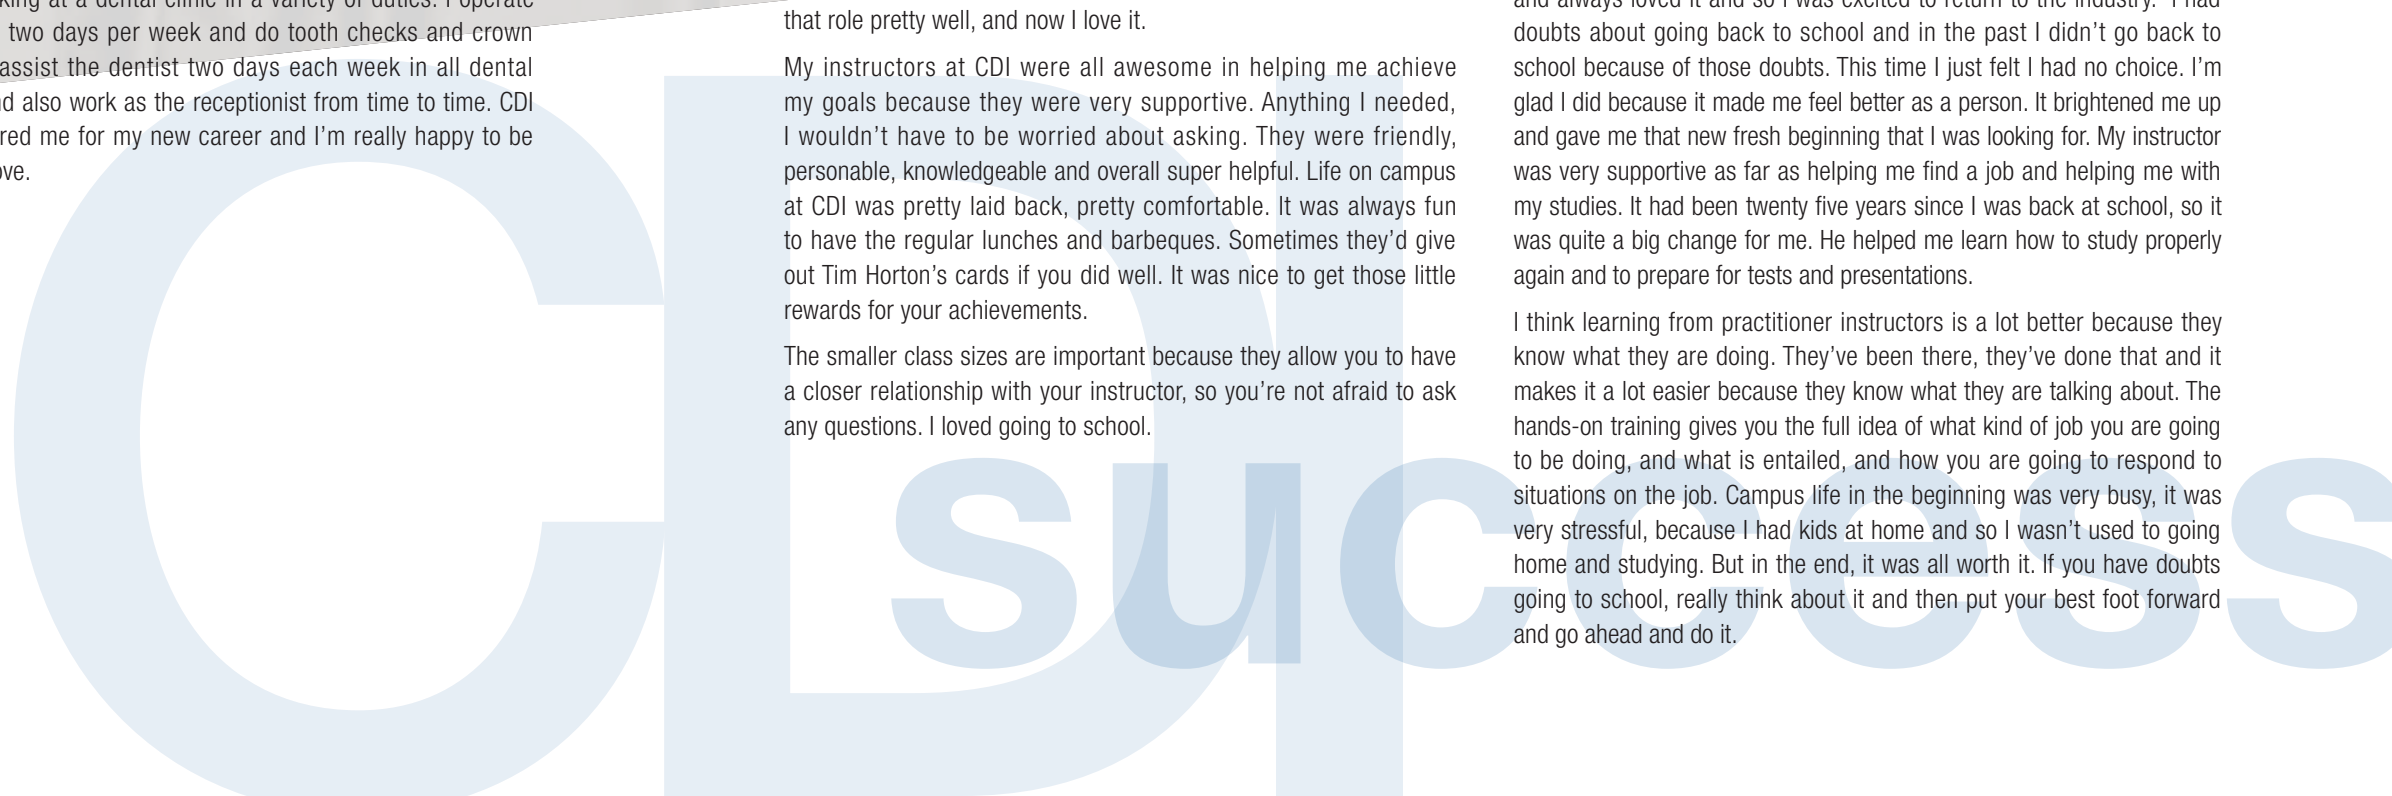 king at a dental clinic in a variety of duties. I operate
two days per week and do tooth checks and crown
assist the dentist two days each week in all dental
also work as the receptionist from time to time. CDI
red me for my new career and I’m really happy to be
ove.
that role pretty well, and now I love it.
My instructors at CDI were all awesome in helping me achieve
my goals because they were very supportive. Anything I needed,
I wouldn’t have to be worried about asking. They were friendly,
personable, knowledgeable and overall super helpful. Life on campus
at CDI was pretty laid back, pretty comfortable. It was always fun
to have the regular lunches and barbeques. Sometimes they’d give
out Tim Horton’s cards if you did well. It was nice to get those little
rewards for your achievements.
The smaller class sizes are important because they allow you to have
a closer relationship with your instructor, so you’re not afraid to ask
any questions. I loved going to school.
and always loved it and so I was excited to return to the industry. I had
doubts about going back to school and in the past I didn’t go back to
school because of those doubts. This time I just felt I had no choice. I’m
glad I did because it made me feel better as a person. It brightened me up
and gave me that new fresh beginning that I was looking for. My instructor
was very supportive as far as helping me find a job and helping me with
my studies. It had been twenty five years since I was back at school, so it
was quite a big change for me. He helped me learn how to study properly
again and to prepare for tests and presentations.
I think learning from practitioner instructors is a lot better because they
know what they are doing. They’ve been there, they’ve done that and it
makes it a lot easier because they know what they are talking about. The
hands-on training gives you the full idea of what kind of job you are going
to be doing, and what is entailed, and how you are going to respond to
situations on the job. Campus life in the beginning was very busy, it was
very stressful, because I had kids at home and so I wasn’t used to going
home and studying. But in the end, it was all worth it. If you have doubts
going to school, really think about it and then put your best foot forward
and go ahead and do it.
CDI
success